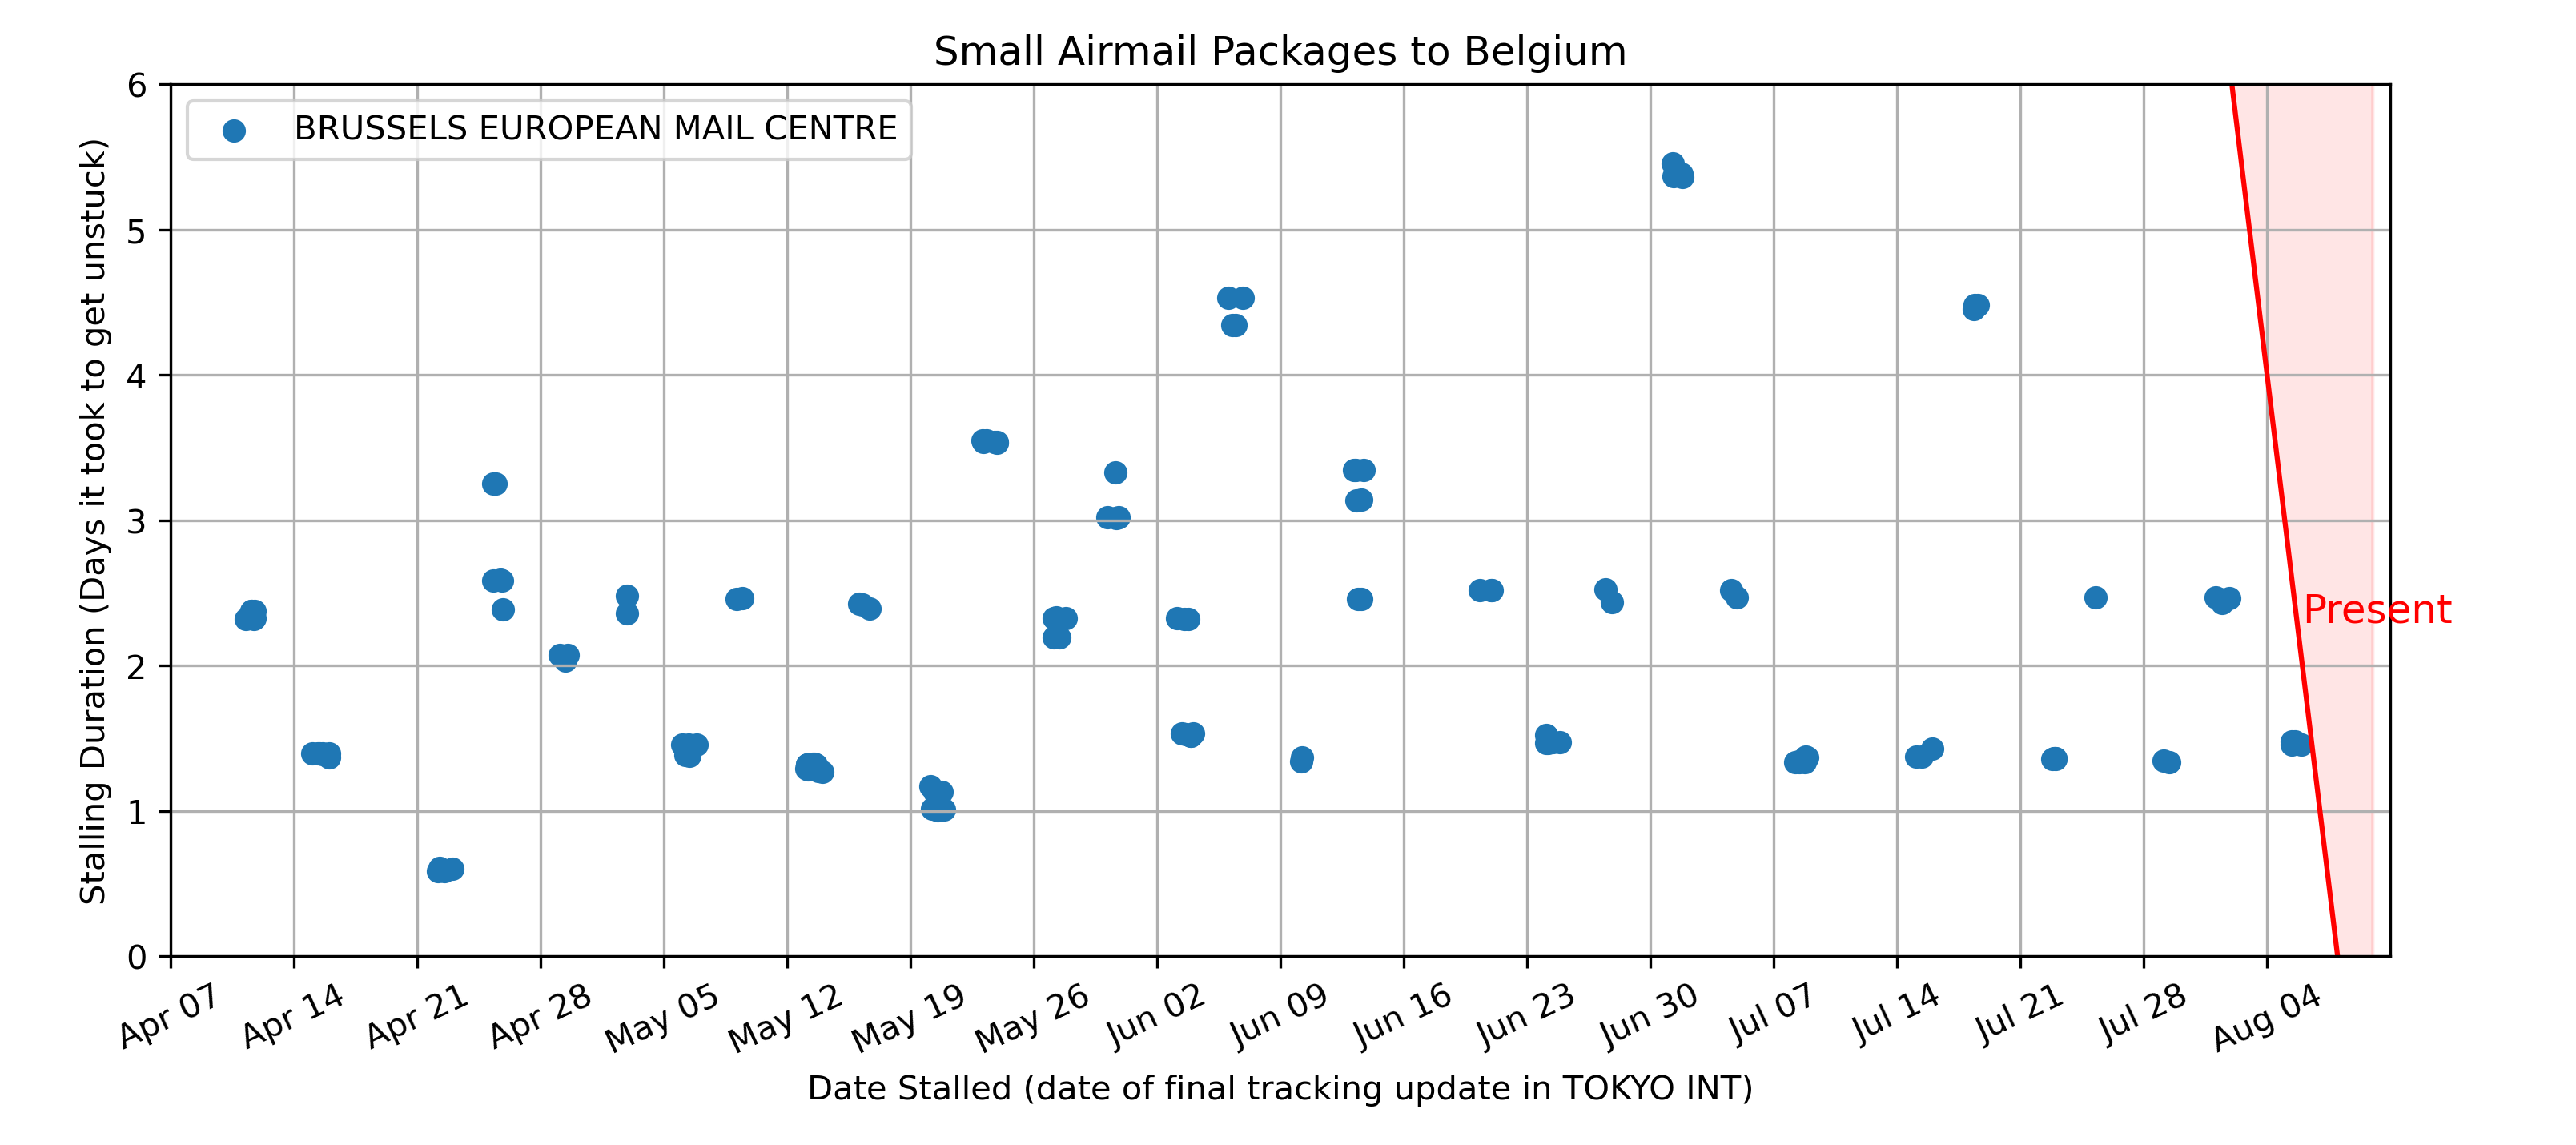 Small Airmail Packages to Belgium
BRUSSELS EUROPEAN MAIL CENTRE
Stalling Duration (Days it took to get unstuck)
6
5
4
3
2
1
0
Present
Apr 07
Apr 14
Apr 21
Apr 28
May 05
May 12
May 19
May 26
Jun 02
Jun 09
Jun 16
Jun 23
Jun 30
Jul 07
Jul 14
Jul 21
Jul 28
Aug 04
Date Stalled (date of final tracking update in TOKYO INT)